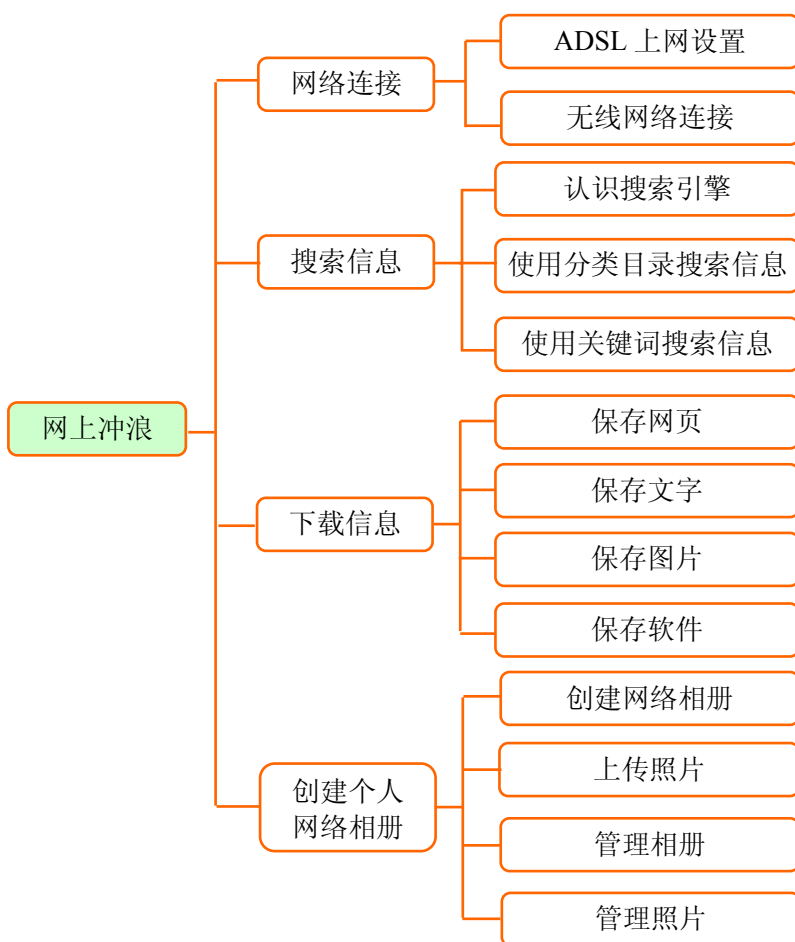 网上冲浪
网络连接
ADSL 上网设置
无线网络连接
搜索信息
认识搜索引擎
使用分类目录搜索信息
使用关键词搜索信息
下载信息
保存网页
保存文字
保存图片
保存软件
创建个人
网络相册
创建网络相册
上传照片
管理相册
管理照片